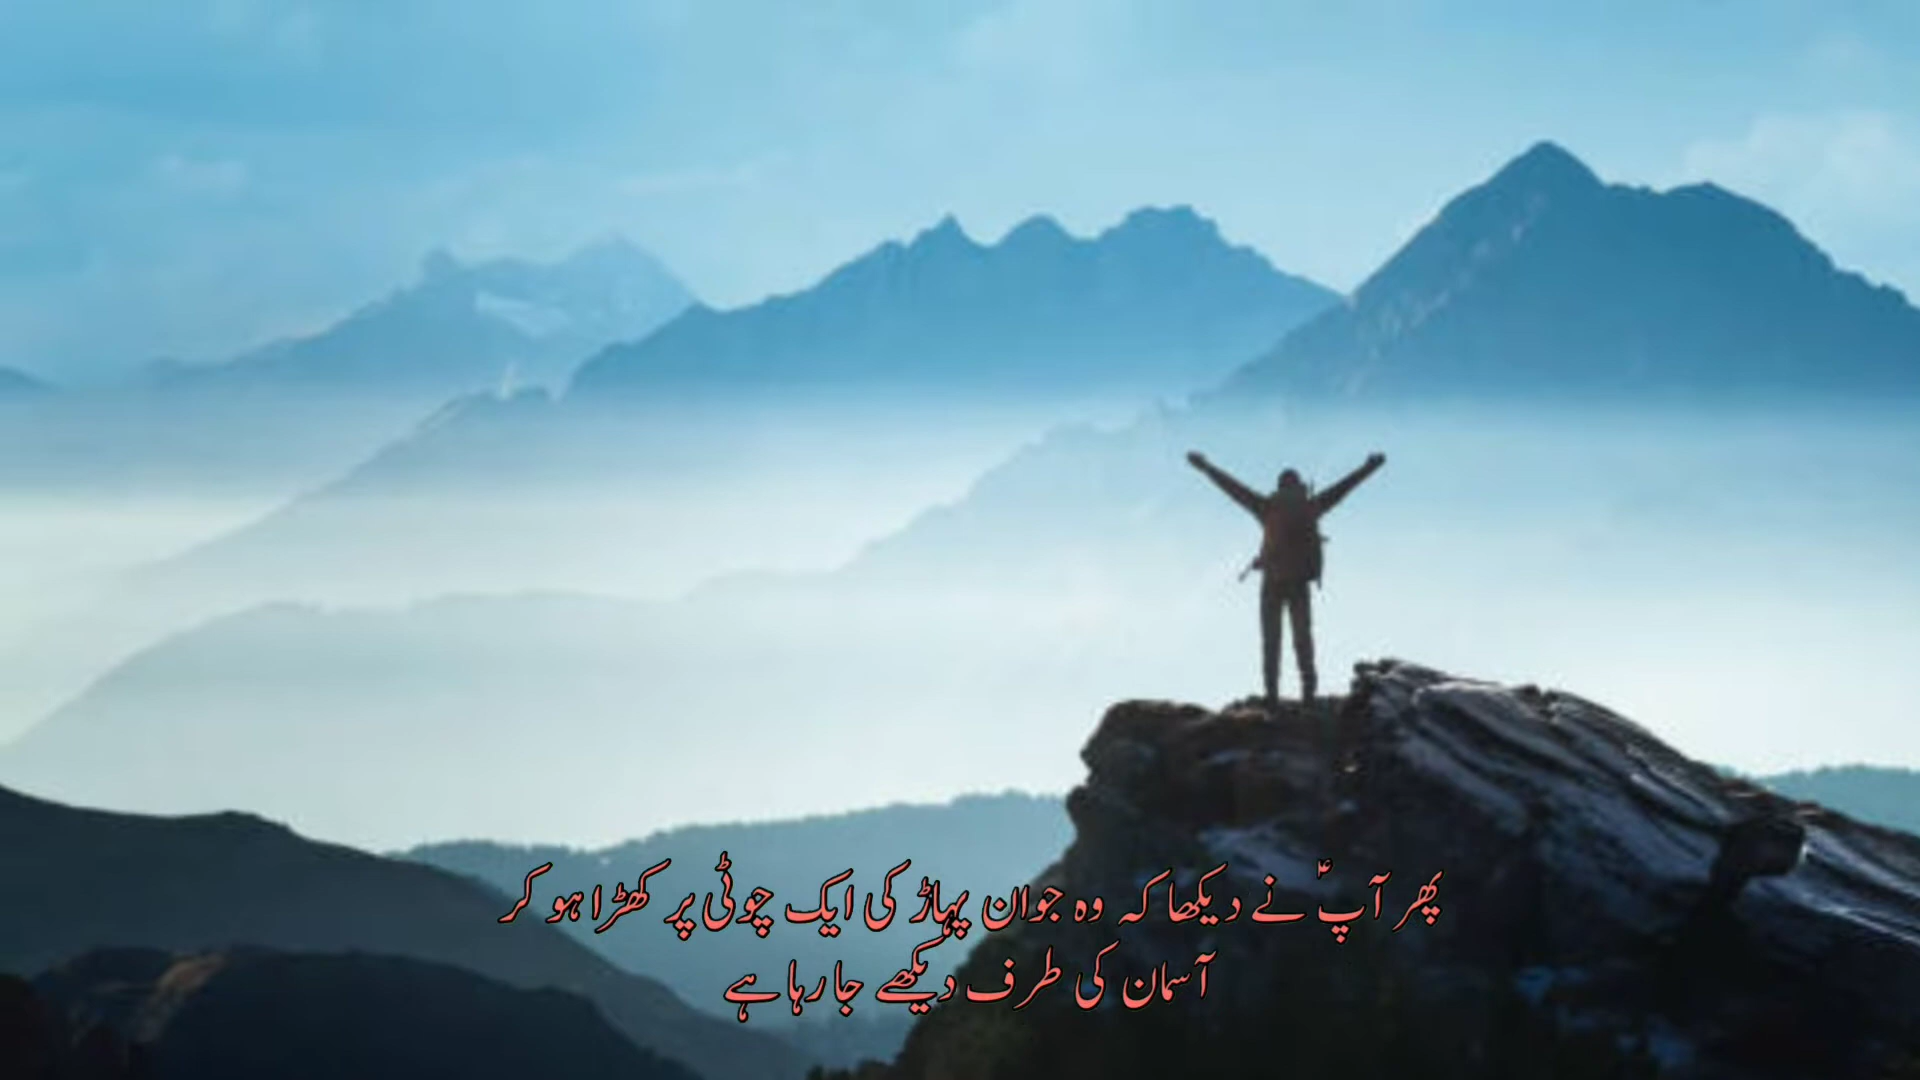 پھر آپؑ نے دیکھا کہ وہ جوان پہاڑ کی ایک چوٹی پر کھڑا ہو کر
آسمان کی طرف دیکھے جا رہا ہے